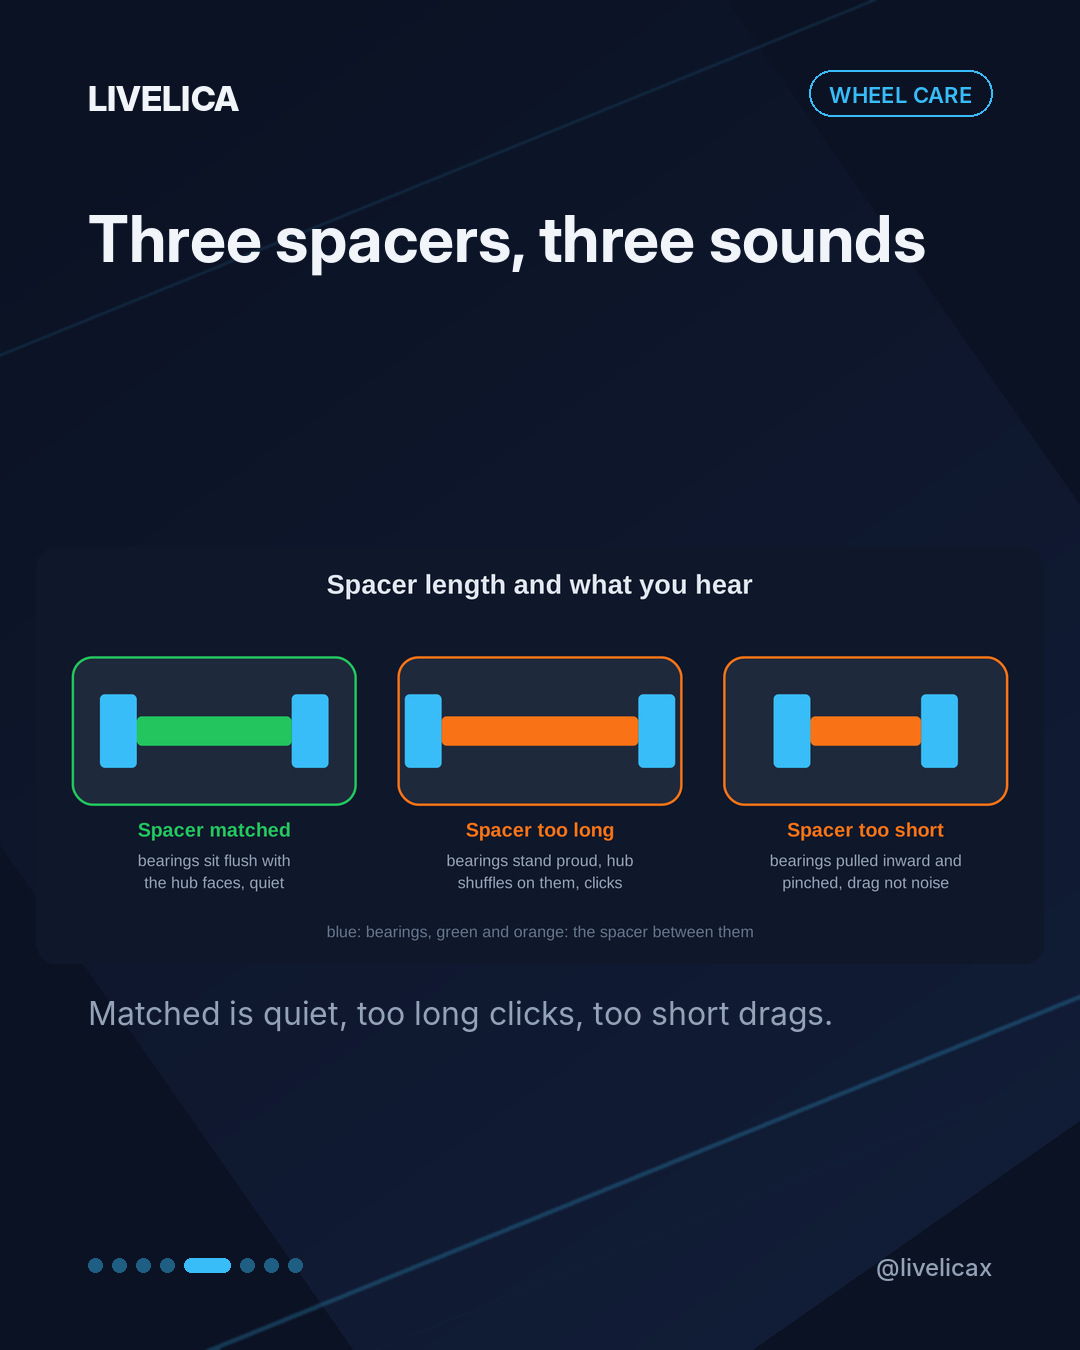 LIVELICA
WHEEL CARE
Three spacers, three sounds
Spacer length and what you hear
Spacer matched
bearings sit flush with
the hub faces, quiet
Spacer too long
bearings stand proud, hub
shuffles on them, clicks
Spacer too short
bearings pulled inward and
pinched, drag not noise
blue: bearings, green and orange: the spacer between them
Matched is quiet, too long clicks, too short drags.
@livelicax